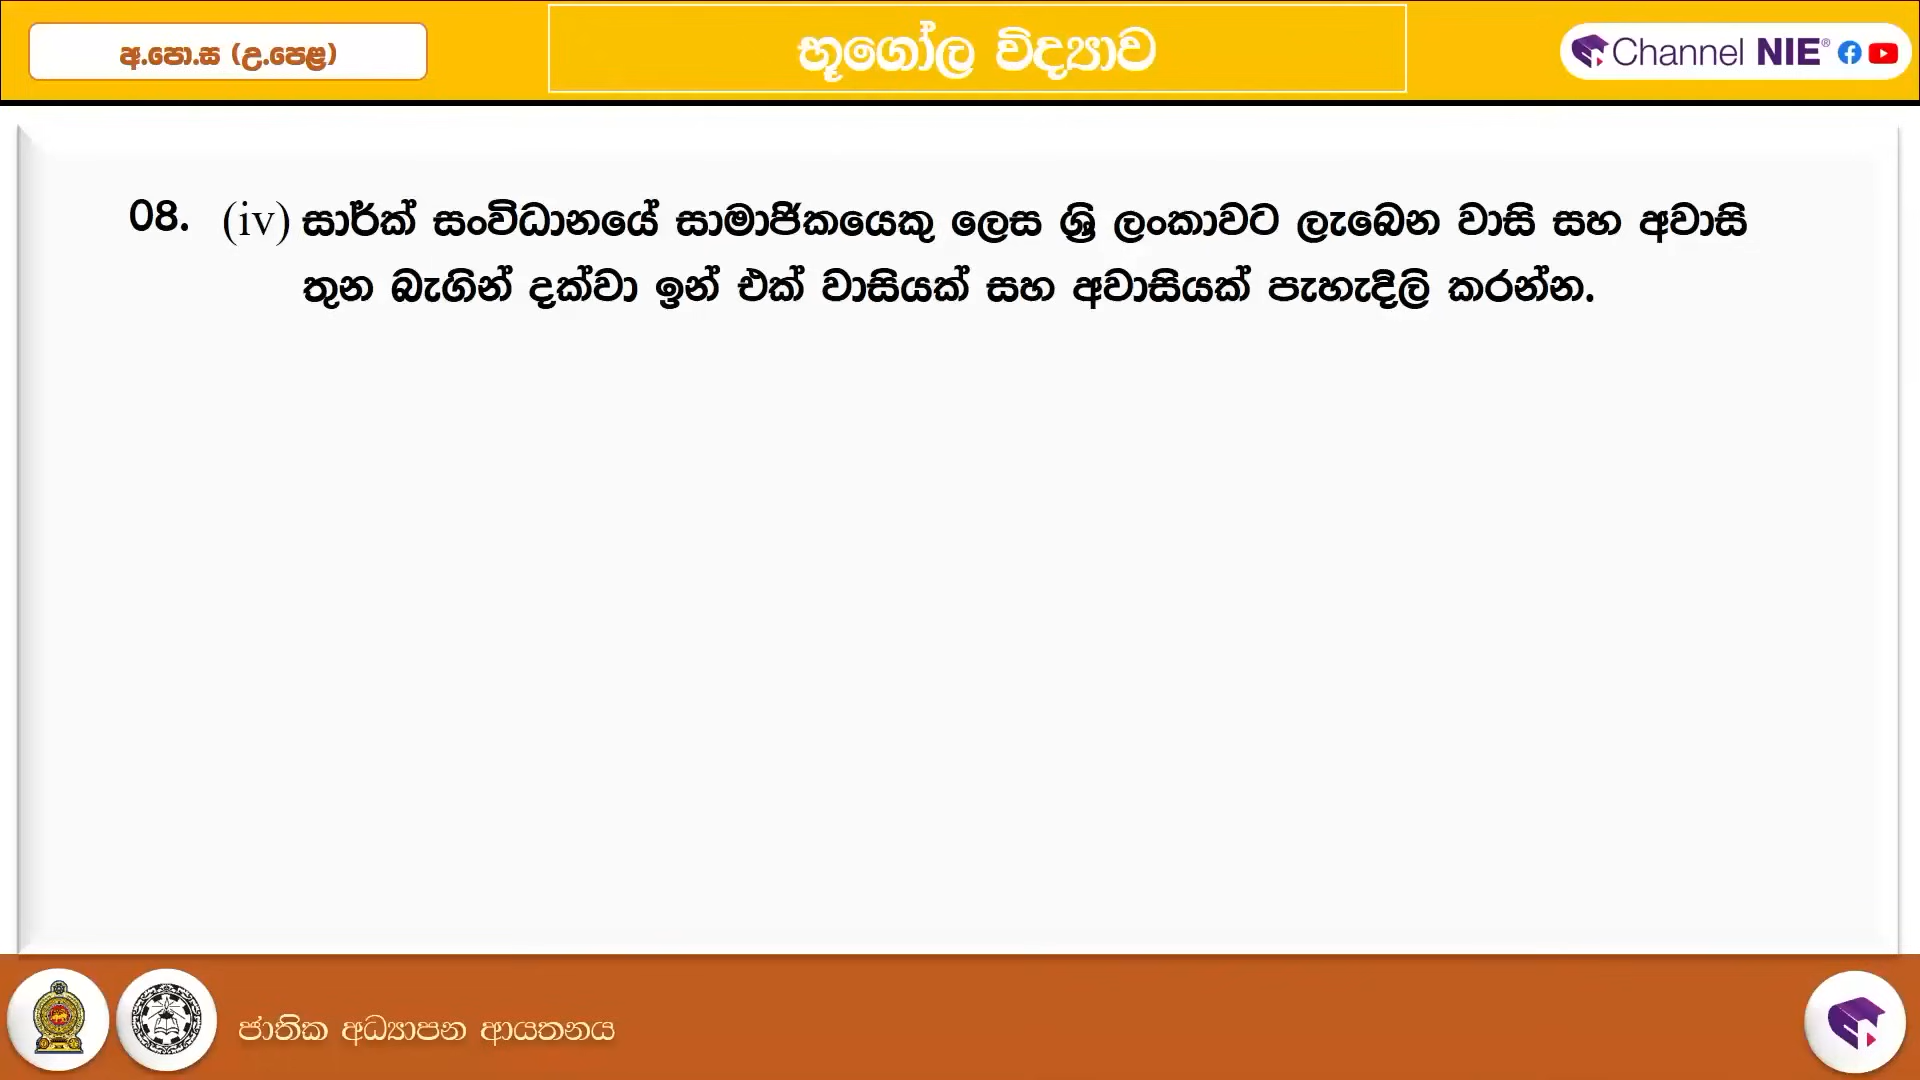 අ.පො.ස (උ.පෙළ)
භූගෝල විද්‍යාව
Channel NIE®
08. (iv) සාර්ක් සංවිධානයේ සාමාජිකයෙකු ලෙස ශ්‍රි ලංකාවට ලැබෙන වාසි සහ අවාසි
තුන බැගින් දක්වා ඉන් එක් වාසියක් සහ අවාසියක් පැහැදිලි කරන්න.
ජාතික අධ්‍යාපන ආයතනය